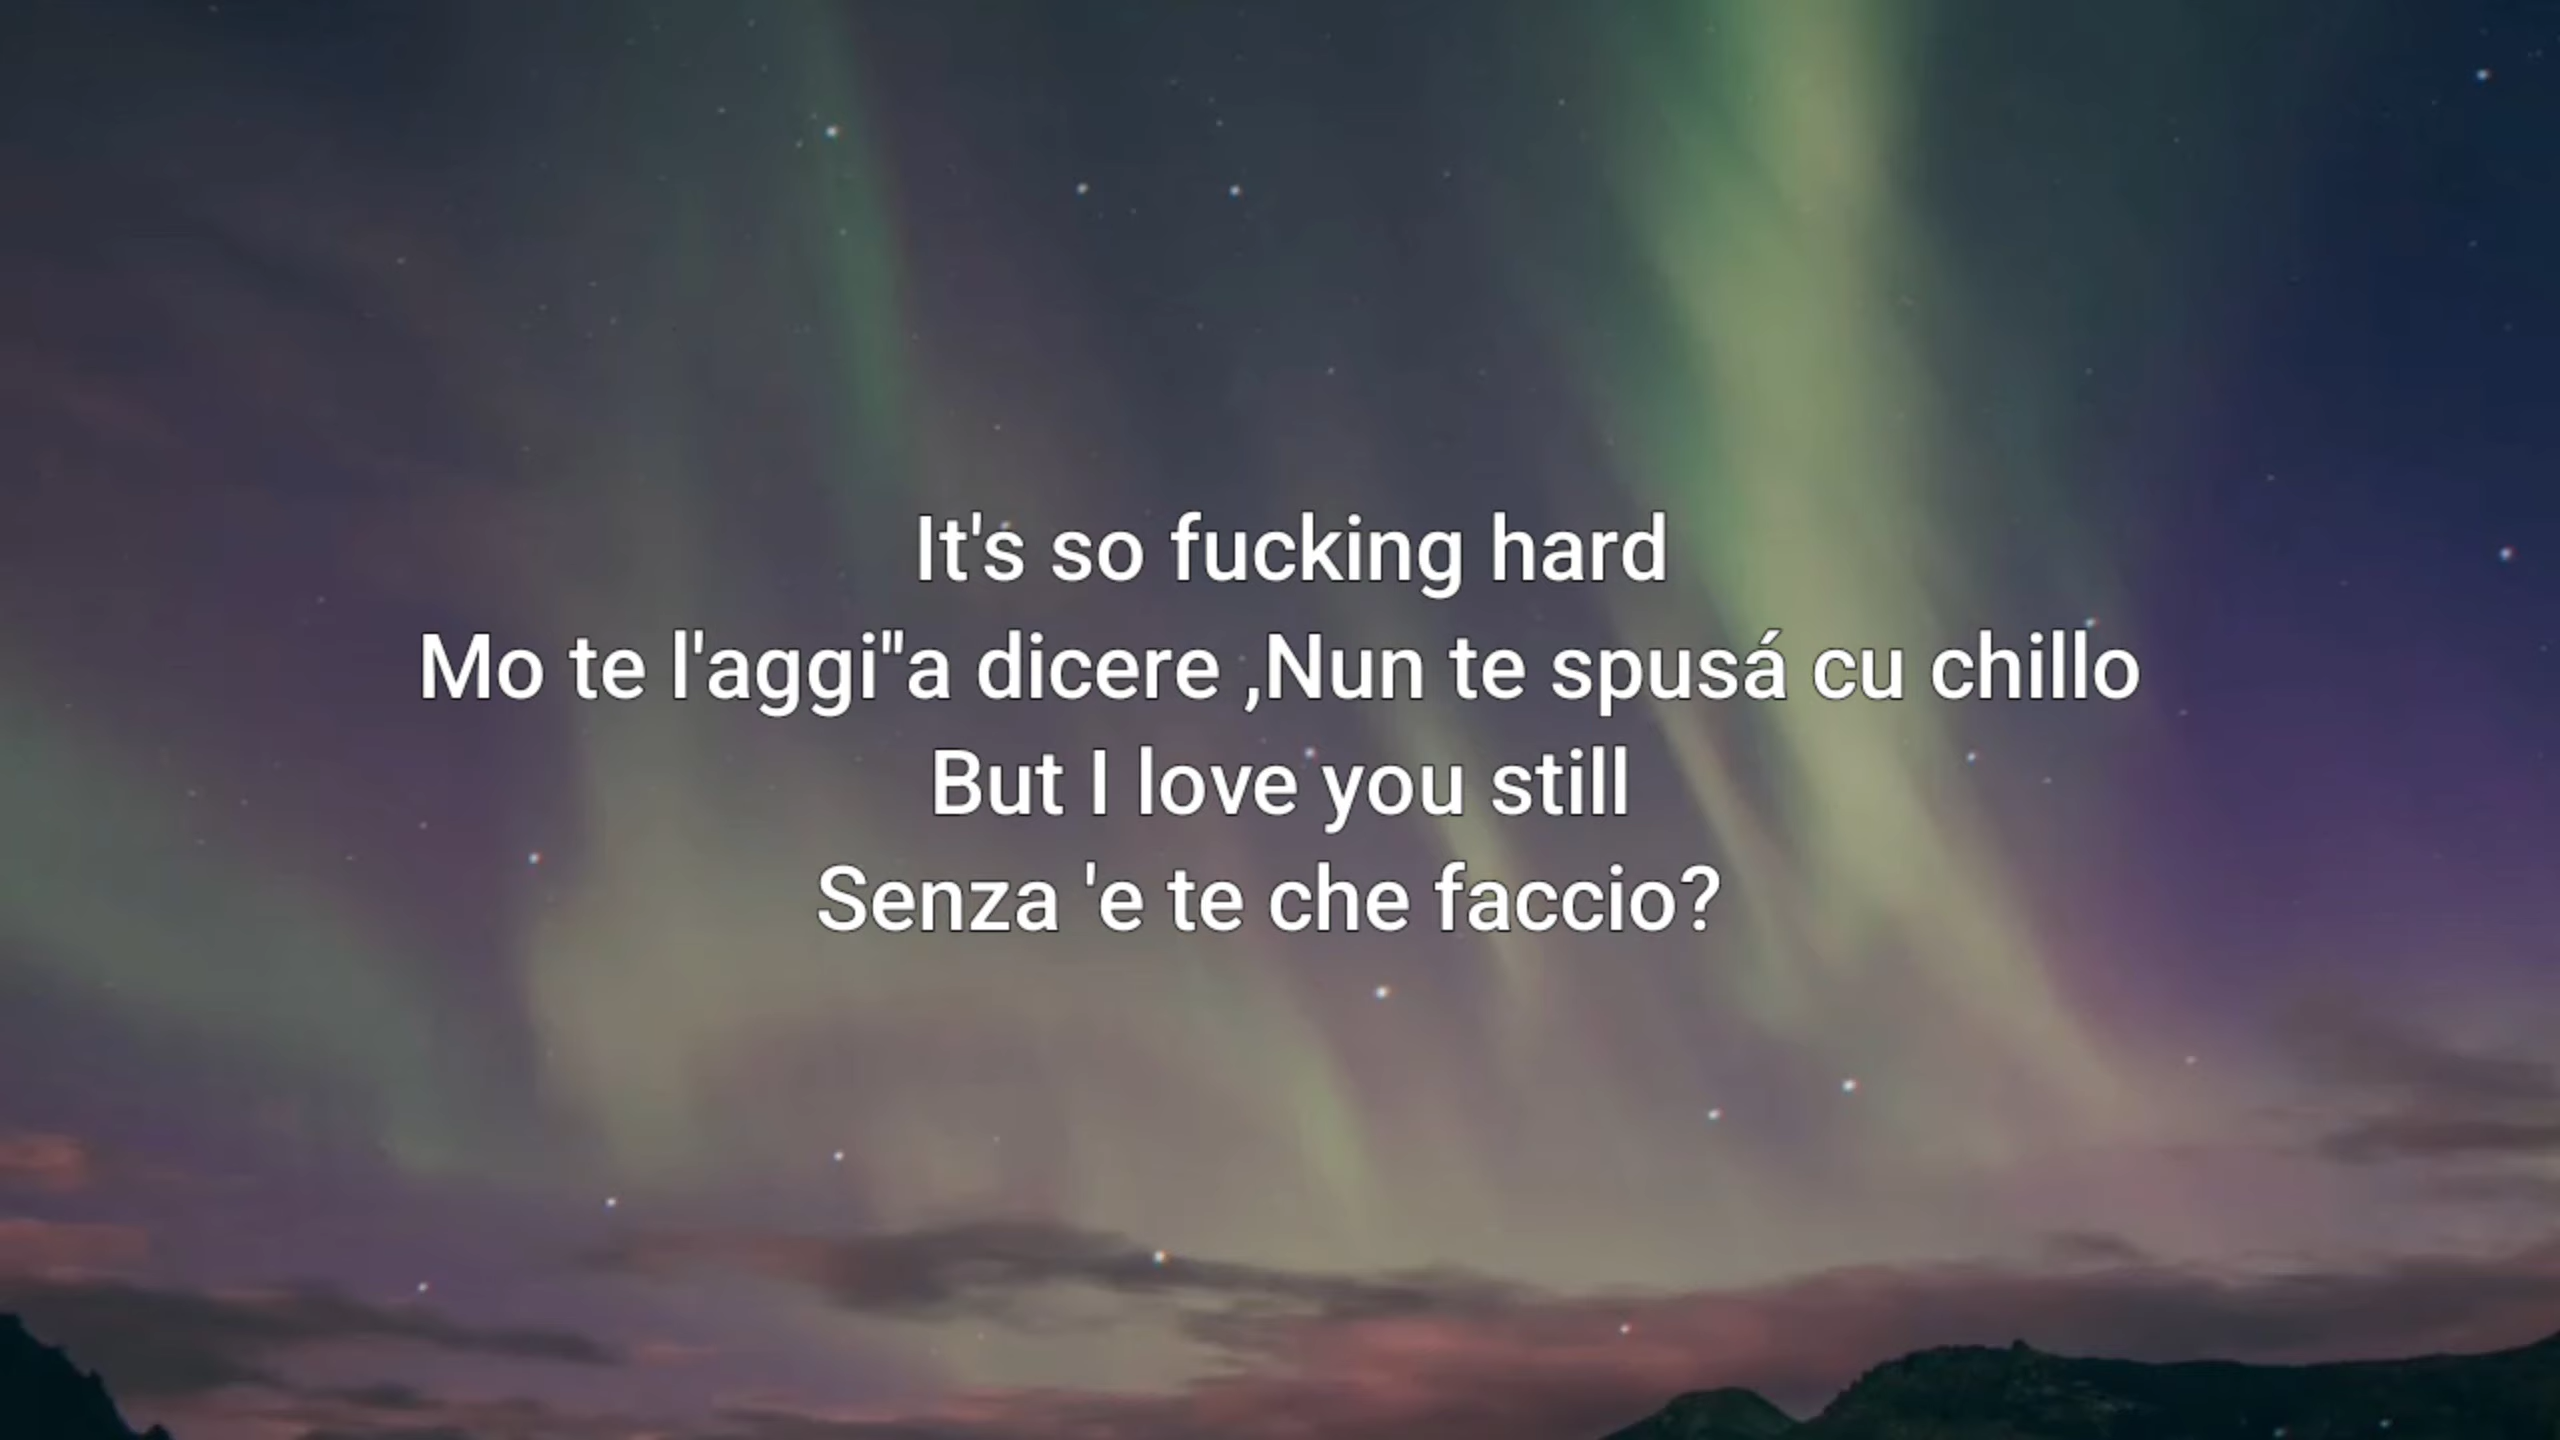 It's so fucking hard
Mo te l'aggi"a dicere ,Nun te spusá cu chillo
But I love you still
Senza 'e te che faccio?